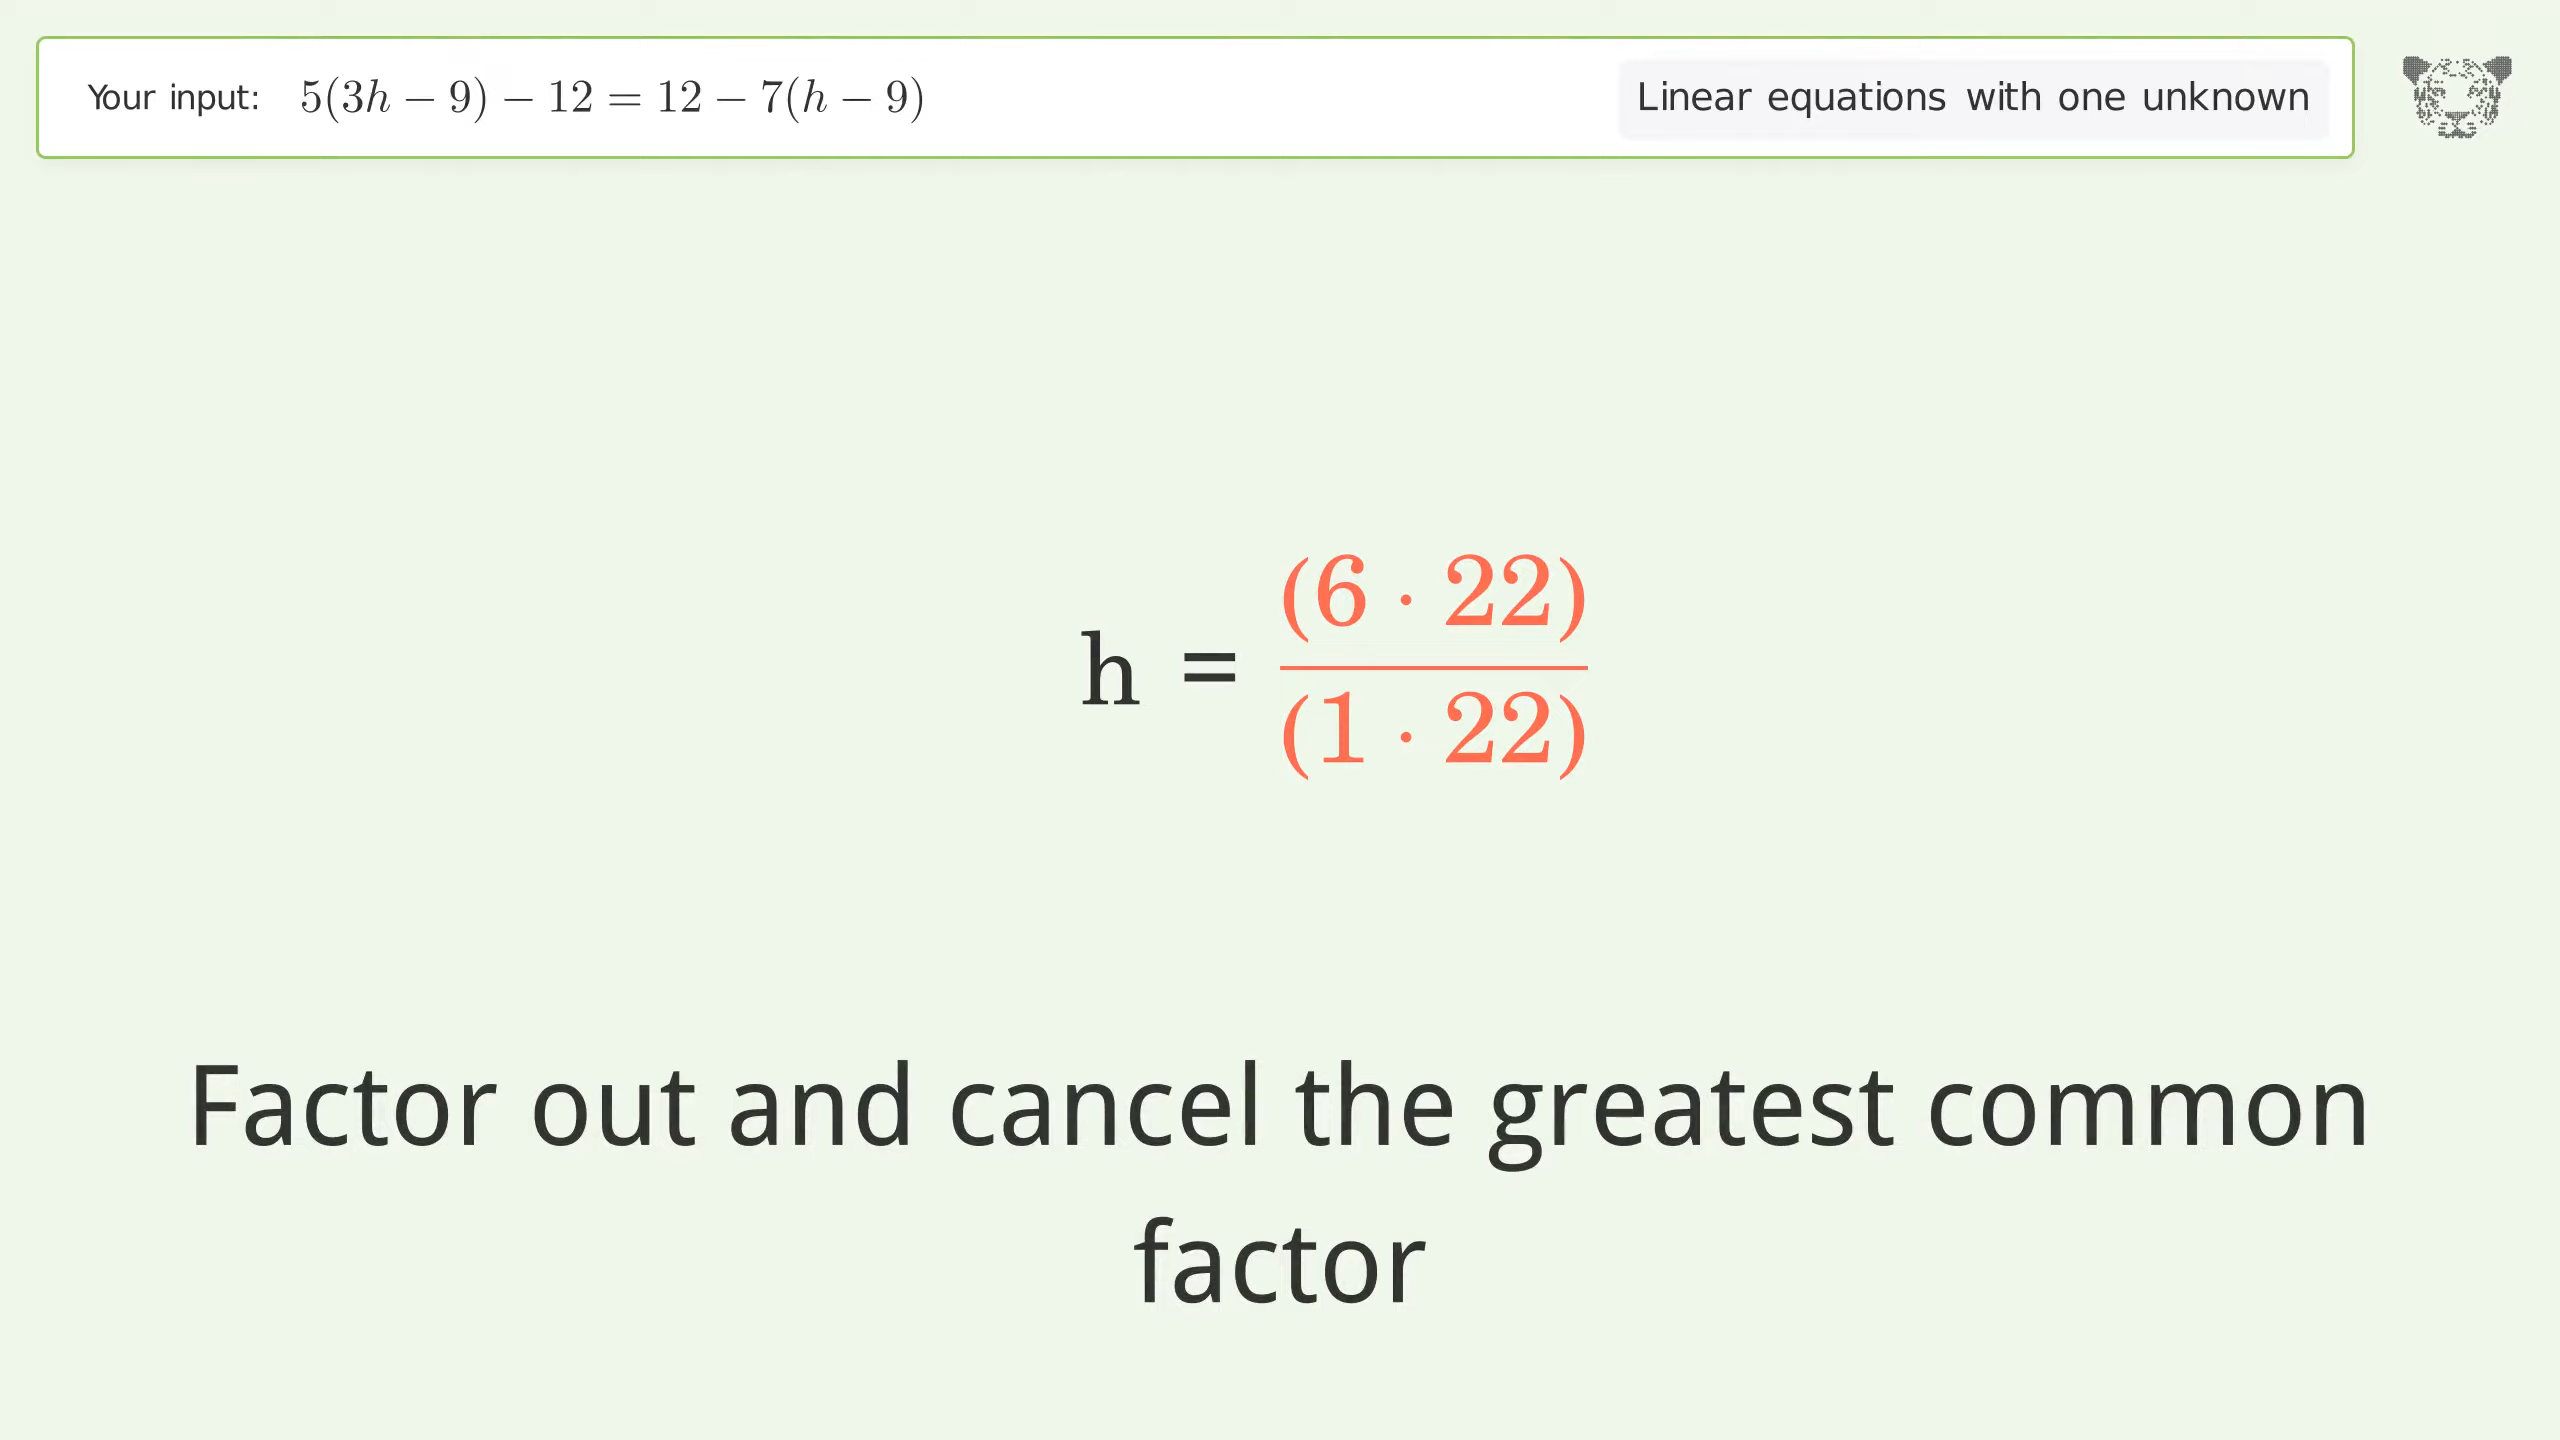 Your input: 5(3h − 9) − 12 = 12 − 7(h − 9)
Linear equations with one unknown
h = (6 · 22) / (1 · 22)
Factor out and cancel the greatest common
factor